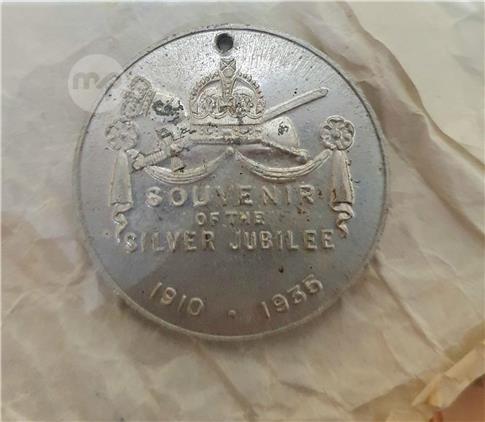 SOUVENIR
OF THE
SILVER JUBILEE
1910 • 1935